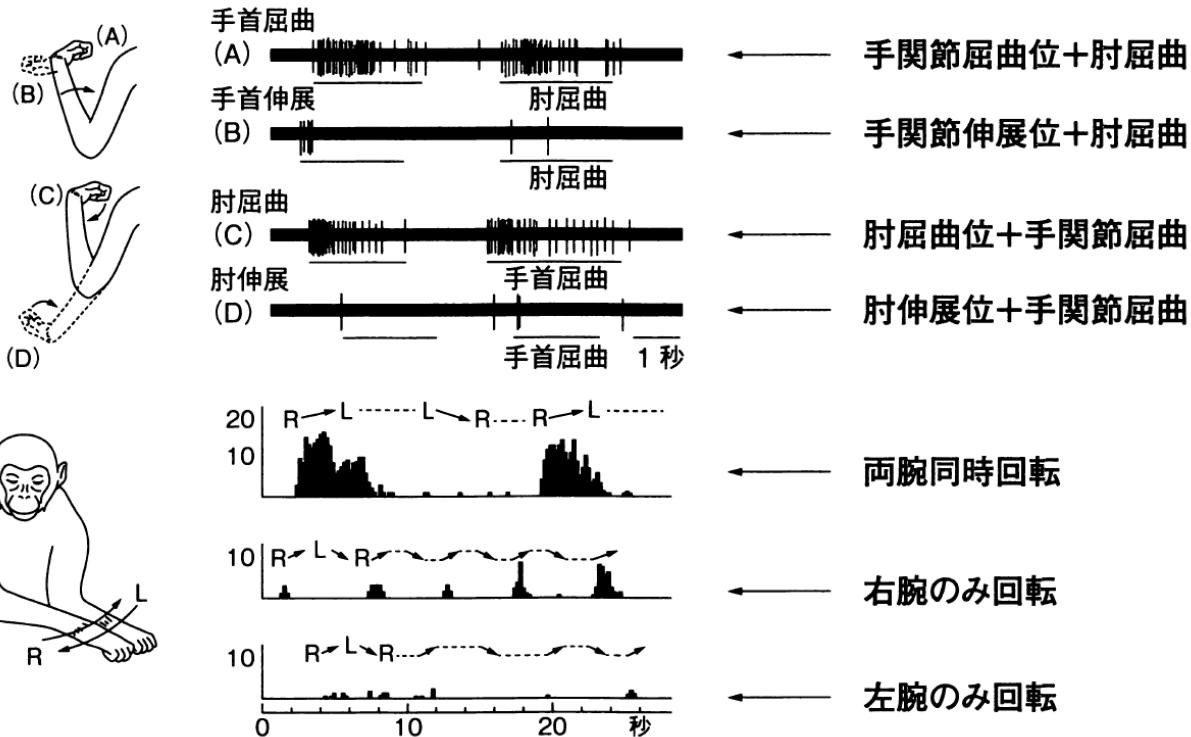 (A)
(B)
手首屈曲
(A)
肘屈曲
手関節屈曲位+肘屈曲
手首伸展
(B)
肘屈曲
手関節伸展位+肘屈曲
(C)
(D)
肘屈曲
(C)
手首屈曲
肘屈曲位+手関節屈曲
肘伸展
(D)
手首屈曲 1秒
肘伸展位+手関節屈曲
L
R
20
10
R L L R R L
両腕同時回転
10
R L R
右腕のみ回転
10
R L R
左腕のみ回転
0 10 20 秒